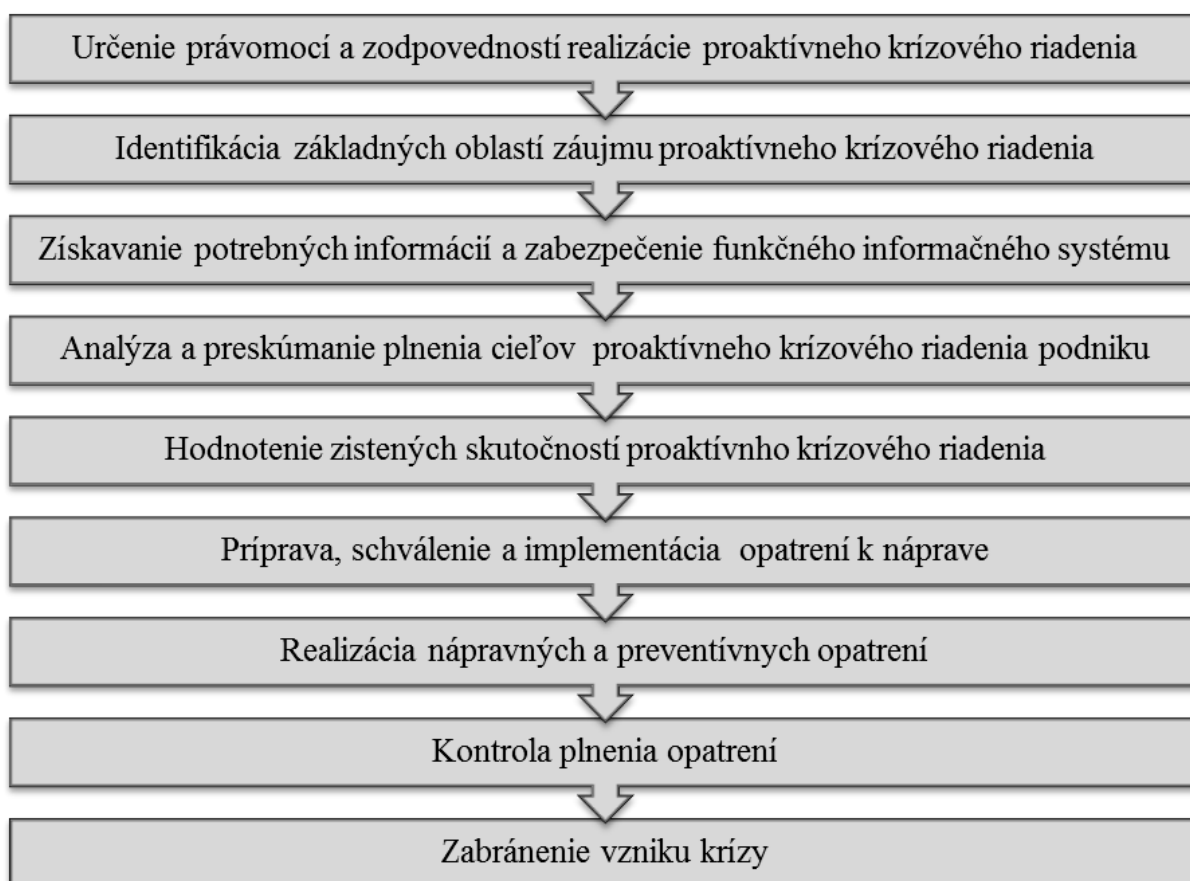 Určenie právomocí a zodpovedností realizácie proaktívneho krízového riadenia
Identifikácia základných oblastí záujmu proaktívneho krízového riadenia
Získavanie potrebných informácií a zabezpečenie funkčného informačného systému
Analýza a preskúmanie plnenia cieľov proaktívneho krízového riadenia podniku
Hodnotenie zistených skutočností proaktívnho krízového riadenia
Príprava, schválenie a implementácia opatrení k náprave
Realizácia nápravných a preventívnych opatrení
Kontrola plnenia opatrení
Zabránenie vzniku krízy